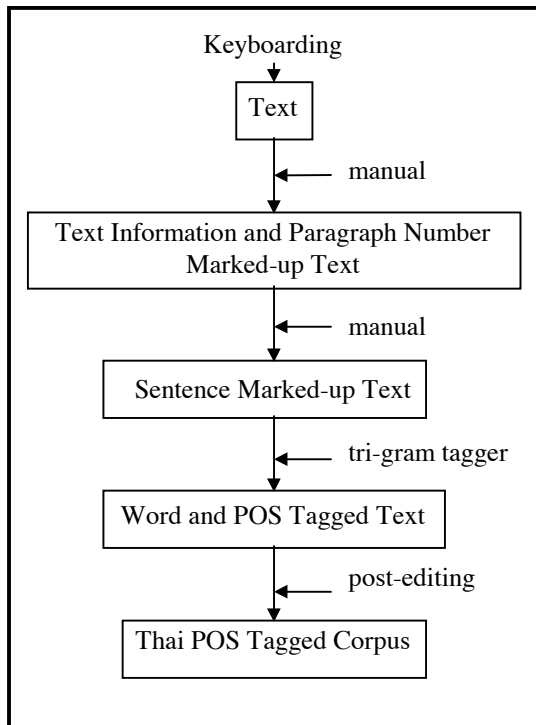 Keyboarding
Text
manual
Text Information and Paragraph Number
Marked-up Text
manual
Sentence Marked-up Text
tri-gram tagger
Word and POS Tagged Text
post-editing
Thai POS Tagged Corpus